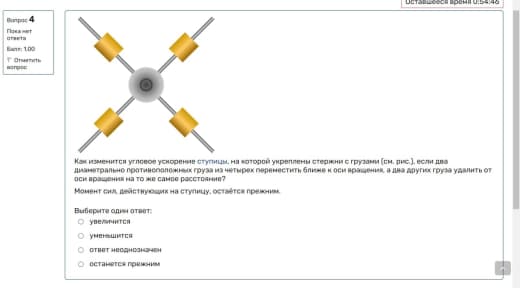 Оставшееся время 0:54:46
Вопрос 4
Пока нет
ответа
Балл: 1,00
Отметить
вопрос
Как изменится угловое ускорение ступицы, на которой укреплены стержни с грузами (см. рис.), если два
диаметрально противоположных груза из четырех переместить ближе к оси вращения, а два других груза удалить от
оси вращения на то же самое расстояние?
Момент сил, действующих на ступицу, остаётся прежним.
Выберите один ответ:
увеличится
уменьшится
ответ неоднозначен
останется прежним